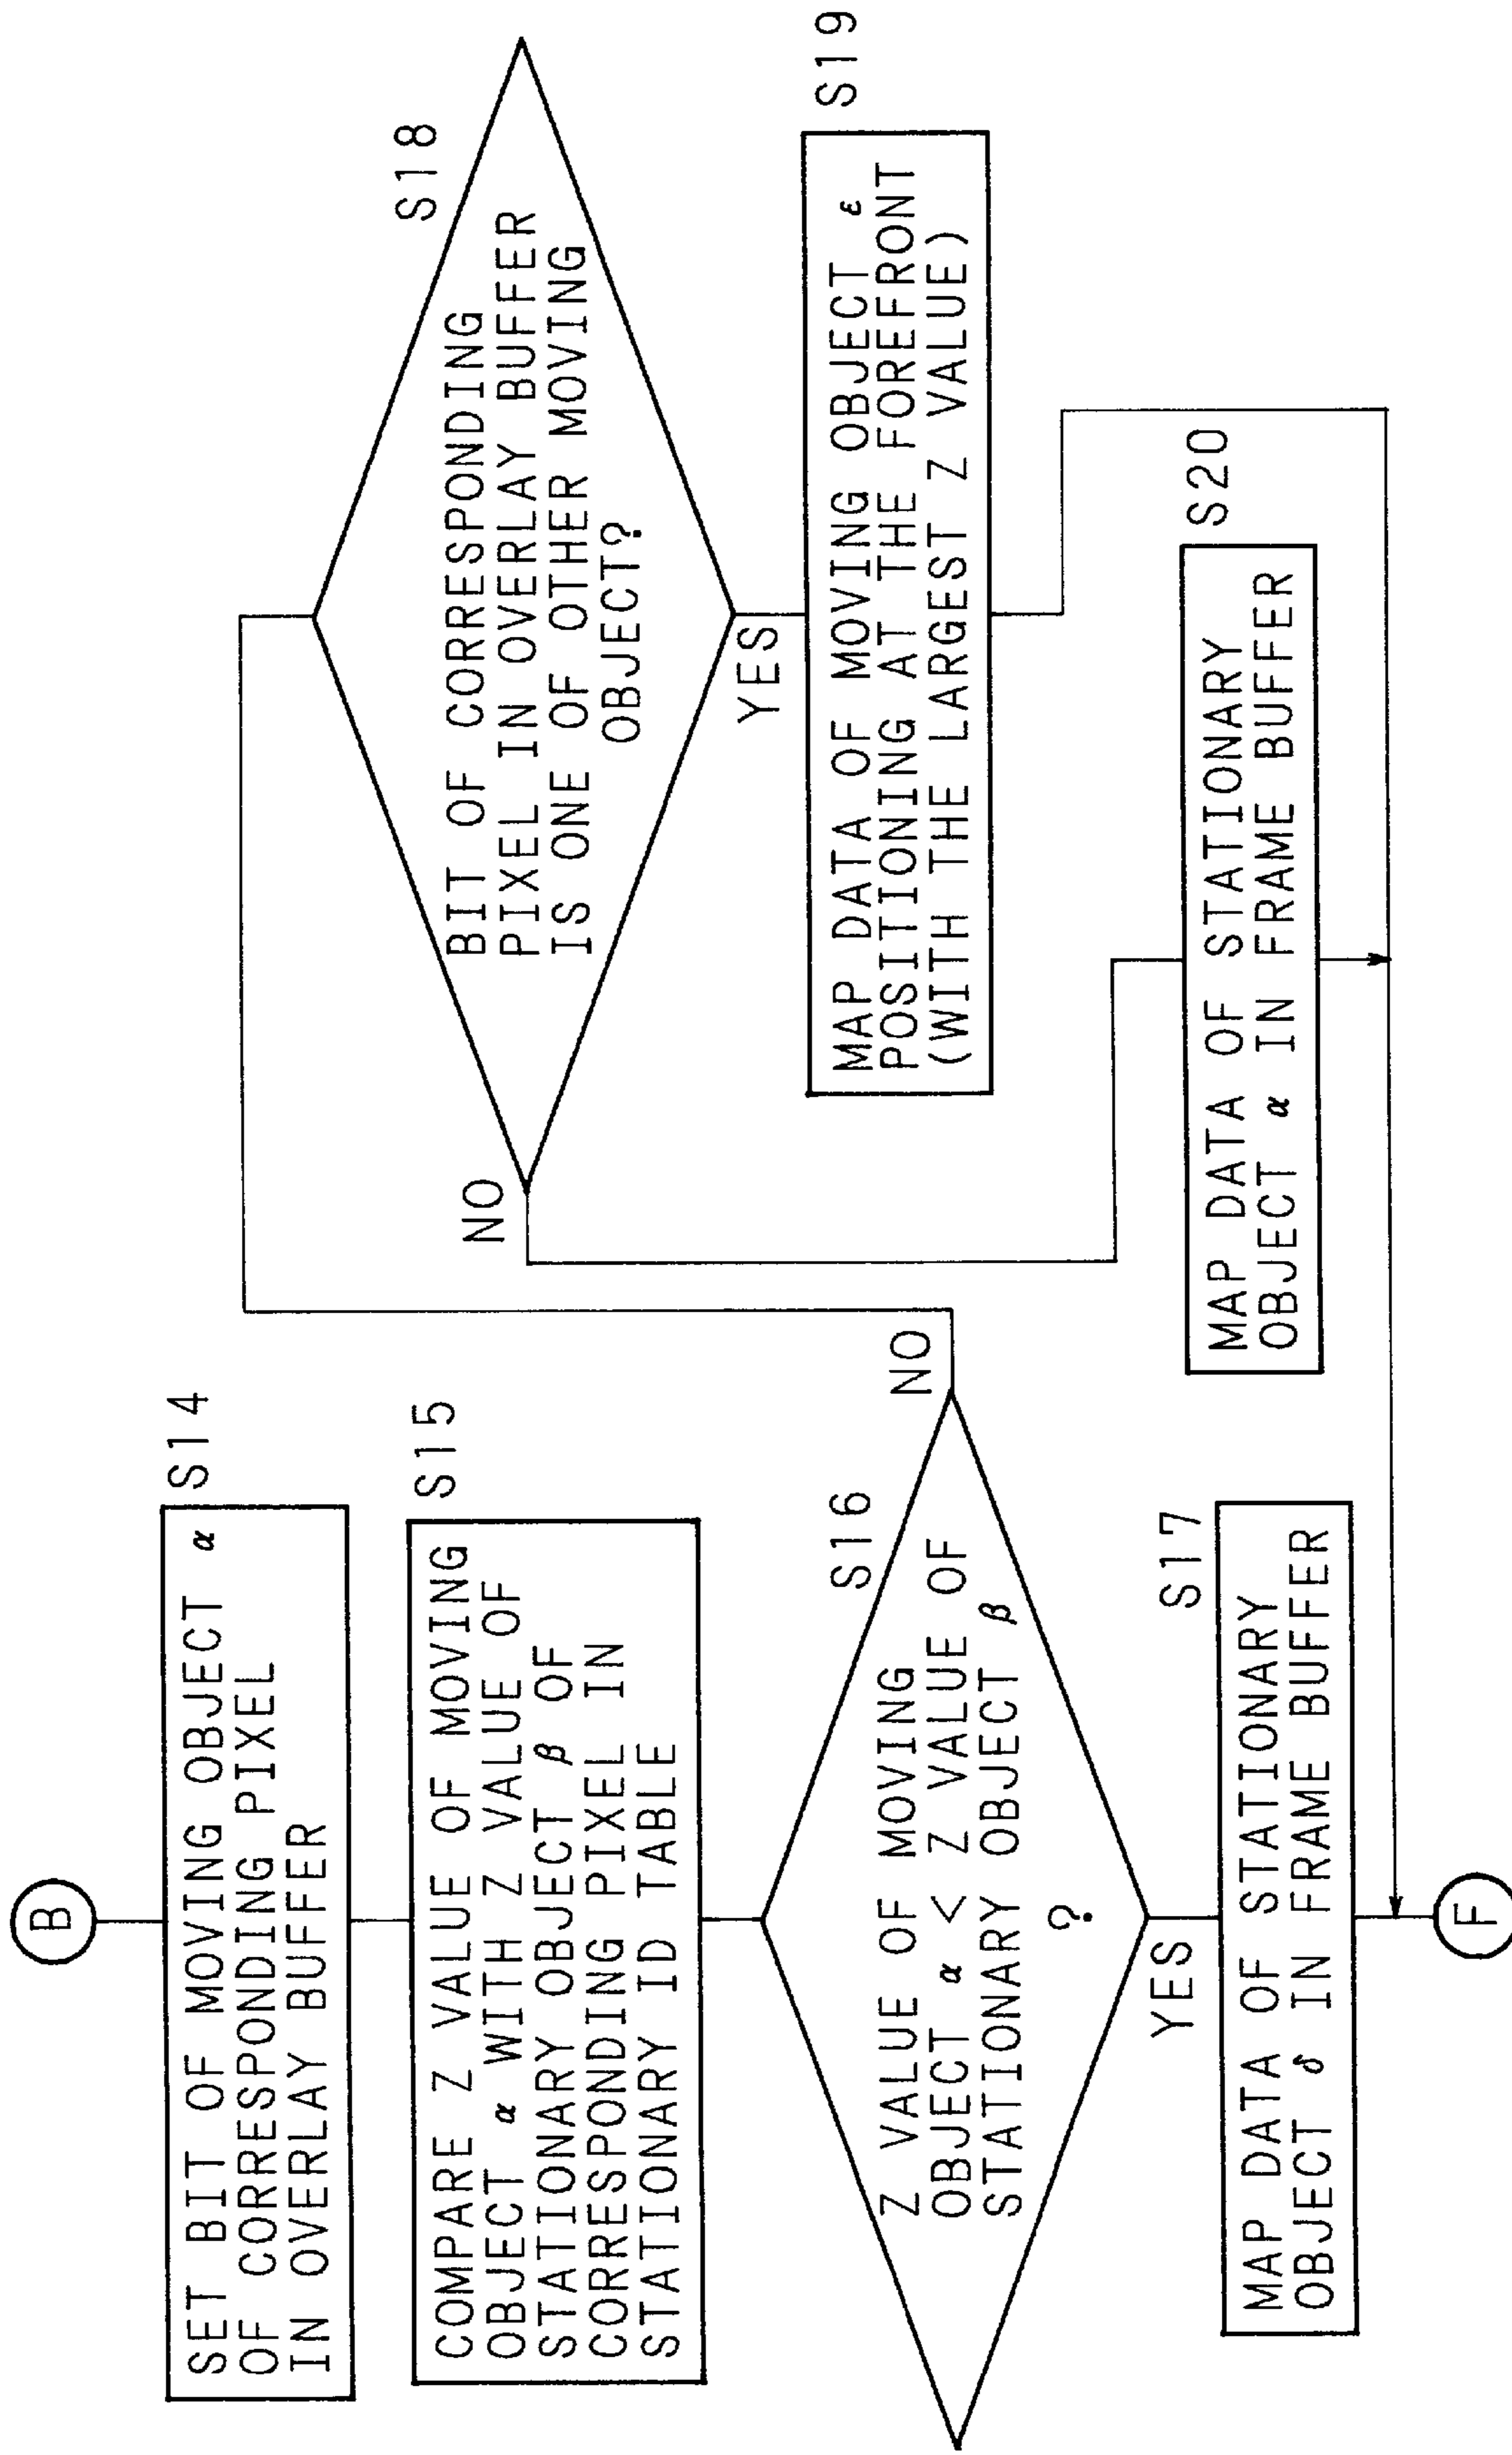 B
S14
SET BIT OF MOVING OBJECT α
OF CORRESPONDING PIXEL
IN OVERLAY BUFFER
S15
COMPARE Z VALUE OF MOVING
OBJECT α WITH Z VALUE OF
STATIONARY OBJECT β OF
CORRESPONDING PIXEL IN
STATIONARY ID TABLE
S16
Z VALUE OF MOVING
OBJECT α < Z VALUE OF
STATIONARY OBJECT β
?
NO
YES
S17
MAP DATA OF STATIONARY
OBJECT δ IN FRAME BUFFER
F
S18
BIT OF CORRESPONDING
PIXEL IN OVERLAY BUFFER
IS ONE OF OTHER MOVING
OBJECT?
NO
YES
S19
MAP DATA OF MOVING OBJECT ε
POSITIONING AT THE FOREFRONT
(WITH THE LARGEST Z VALUE)
S20
MAP DATA OF STATIONARY
OBJECT α IN FRAME BUFFER